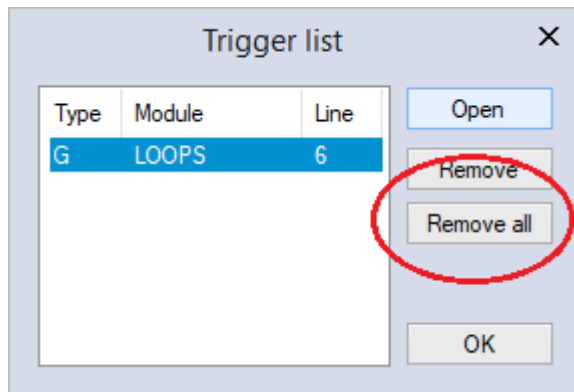 Trigger list
Type Module Line
G LOOPS 6
Open
Remove
Remove all
OK